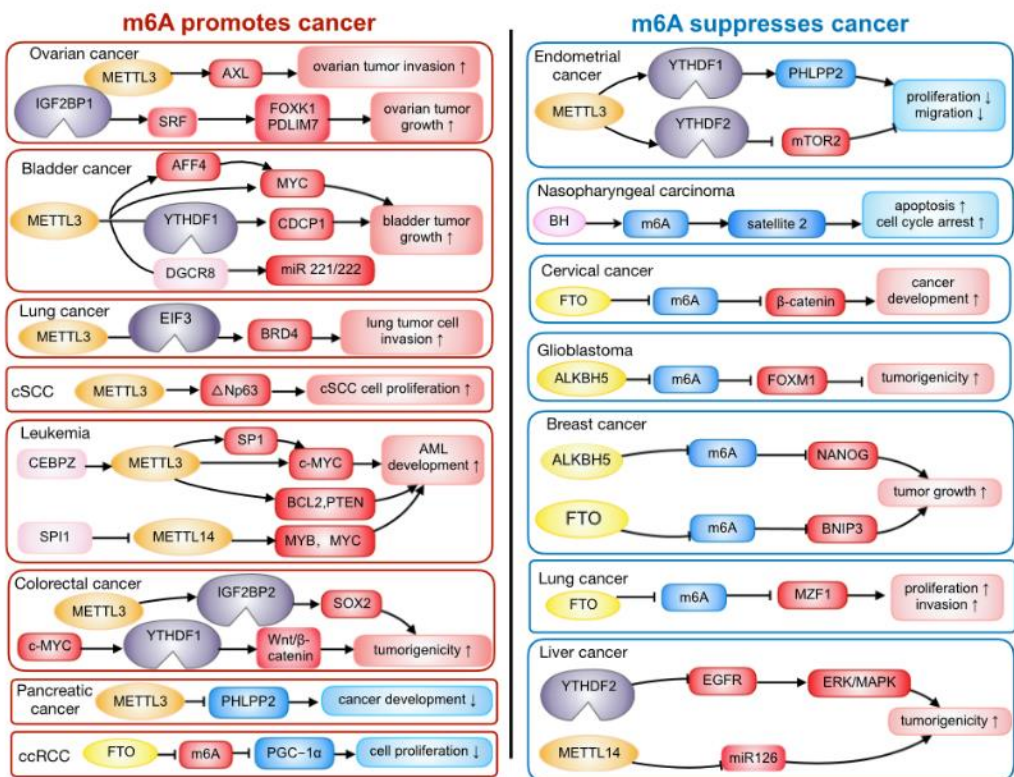 m6A promotes cancer
Ovarian cancer
METTL3
AXL
ovarian tumor invasion ↑
IGF2BP1
SRF
FOXK1
PDLIM7
ovarian tumor
growth ↑
Bladder cancer
AFF4
MYC
METTL3
YTHDF1
CDCP1
bladder tumor
growth ↑
DGCR8
miR 221/222
Lung cancer
METTL3
EIF3
BRD4
lung tumor cell
invasion ↑
cSCC
METTL3
△Np63
cSCC cell proliferation ↑
Leukemia
SP1
CEBPZ
METTL3
c-MYC
AML
development ↑
BCL2,PTEN
SPI1
METTL14
MYB, MYC
Colorectal cancer
METTL3
IGF2BP2
SOX2
c-MYC
YTHDF1
Wnt/β-
catenin
tumorigenicity ↑
Pancreatic
cancer
METTL3
PHLPP2
cancer development ↓
ccRCC
FTO
m6A
PGC-1α
cell proliferation ↓
m6A suppresses cancer
Endometrial
cancer
YTHDF1
PHLPP2
METTL3
proliferation ↓
migration ↓
YTHDF2
mTOR2
Nasopharyngeal carcinoma
BH
m6A
satellite 2
apoptosis ↑
cell cycle arrest ↑
Cervical cancer
FTO
m6A
β-catenin
cancer
development ↑
Glioblastoma
ALKBH5
m6A
FOXM1
tumorigenicity ↑
Breast cancer
ALKBH5
m6A
NANOG
tumor growth ↑
FTO
m6A
BNIP3
Lung cancer
FTO
m6A
MZF1
proliferation ↑
invasion ↑
Liver cancer
YTHDF2
EGFR
ERK/MAPK
tumorigenicity ↑
METTL14
miR126